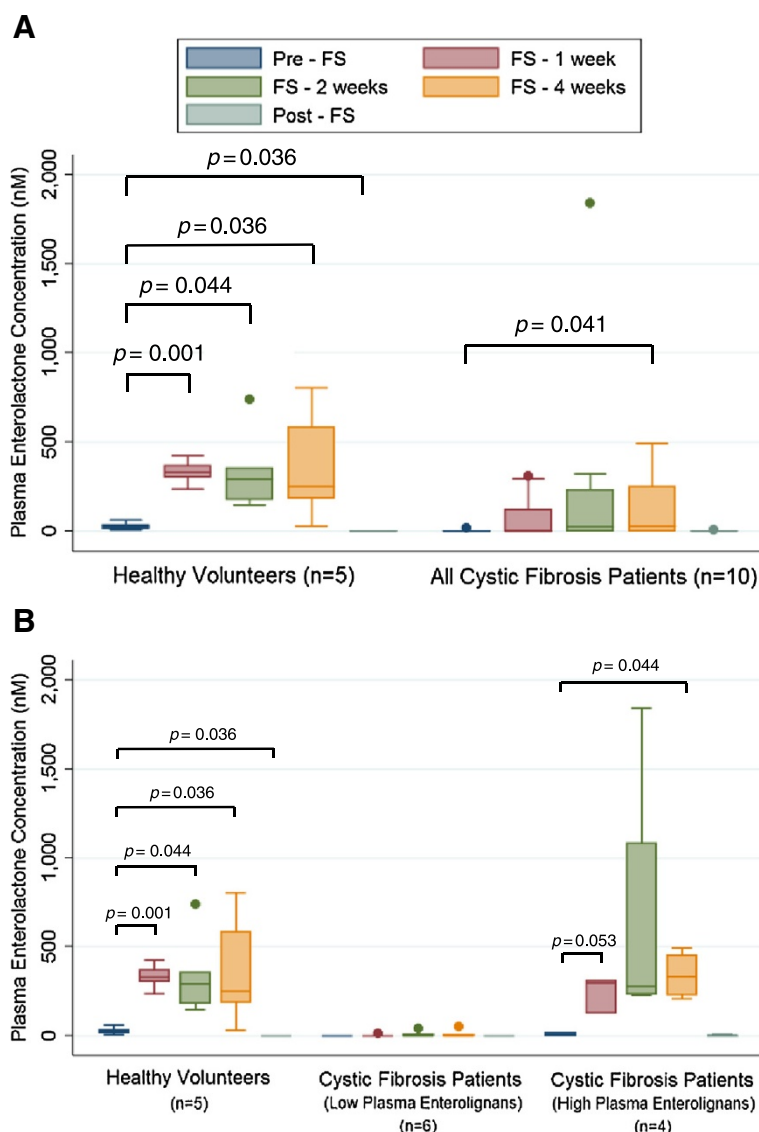 A
Pre - FS
FS - 1 week
FS - 2 weeks
FS - 4 weeks
Post - FS
Plasma Enterolactone Concentration (nM)
2,000
1,500
1,000
500
0
p = 0.036
p = 0.036
p = 0.044
p = 0.001
p = 0.041
Healthy Volunteers (n=5)
All Cystic Fibrosis Patients (n=10)
B
Plasma Enterolactone Concentration (nM)
2,000
1,500
1,000
500
0
p = 0.036
p = 0.036
p = 0.044
p = 0.001
p = 0.044
p = 0.053
Healthy Volunteers
(n=5)
Cystic Fibrosis Patients
(Low Plasma Enterolignans)
(n=6)
Cystic Fibrosis Patients
(High Plasma Enterolignans)
(n=4)